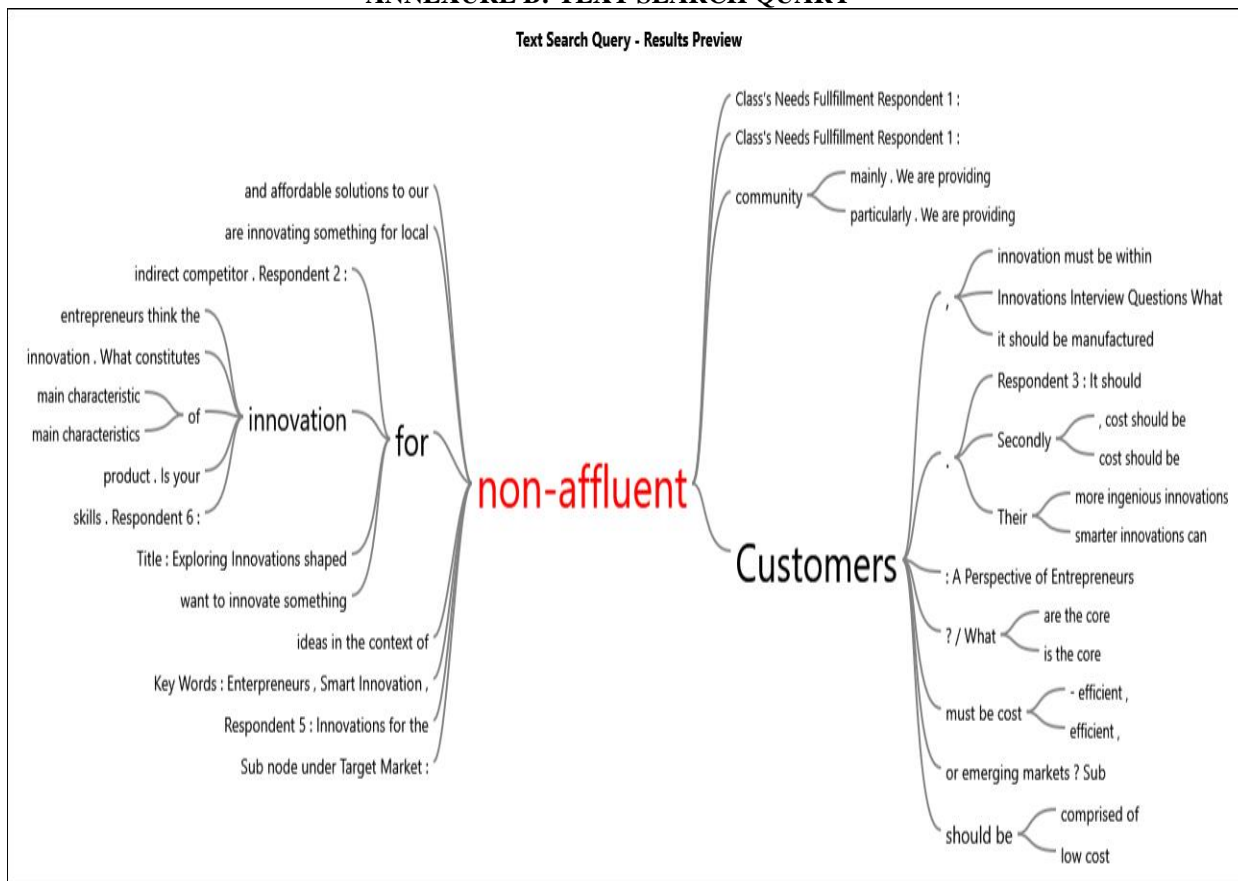 ANNEXURE B: TEXT SEARCH QUARY
Text Search Query - Results Preview
and affordable solutions to our
are innovating something for local
indirect competitor . Respondent 2 :
entrepreneurs think the
innovation . What constitutes
main characteristic
main characteristics
of
product . Is your
skills . Respondent 6 :
innovation
Title : Exploring Innovations shaped
want to innovate something
for
ideas in the context of
Key Words : Enterpreneurs , Smart Innovation ,
Respondent 5 : Innovations for the
Sub node under Target Market :
non-affluent
Class's Needs Fullfillment Respondent 1 :
Class's Needs Fullfillment Respondent 1 :
community
mainly . We are providing
particularly . We are providing
Customers
,
innovation must be within
Innovations Interview Questions What
it should be manufactured
.
Respondent 3 : It should
Secondly
, cost should be
cost should be
Their
more ingenious innovations
smarter innovations can
: A Perspective of Entrepreneurs
? / What
are the core
is the core
must be cost
- efficient ,
efficient ,
or emerging markets ? Sub
should be
comprised of
low cost